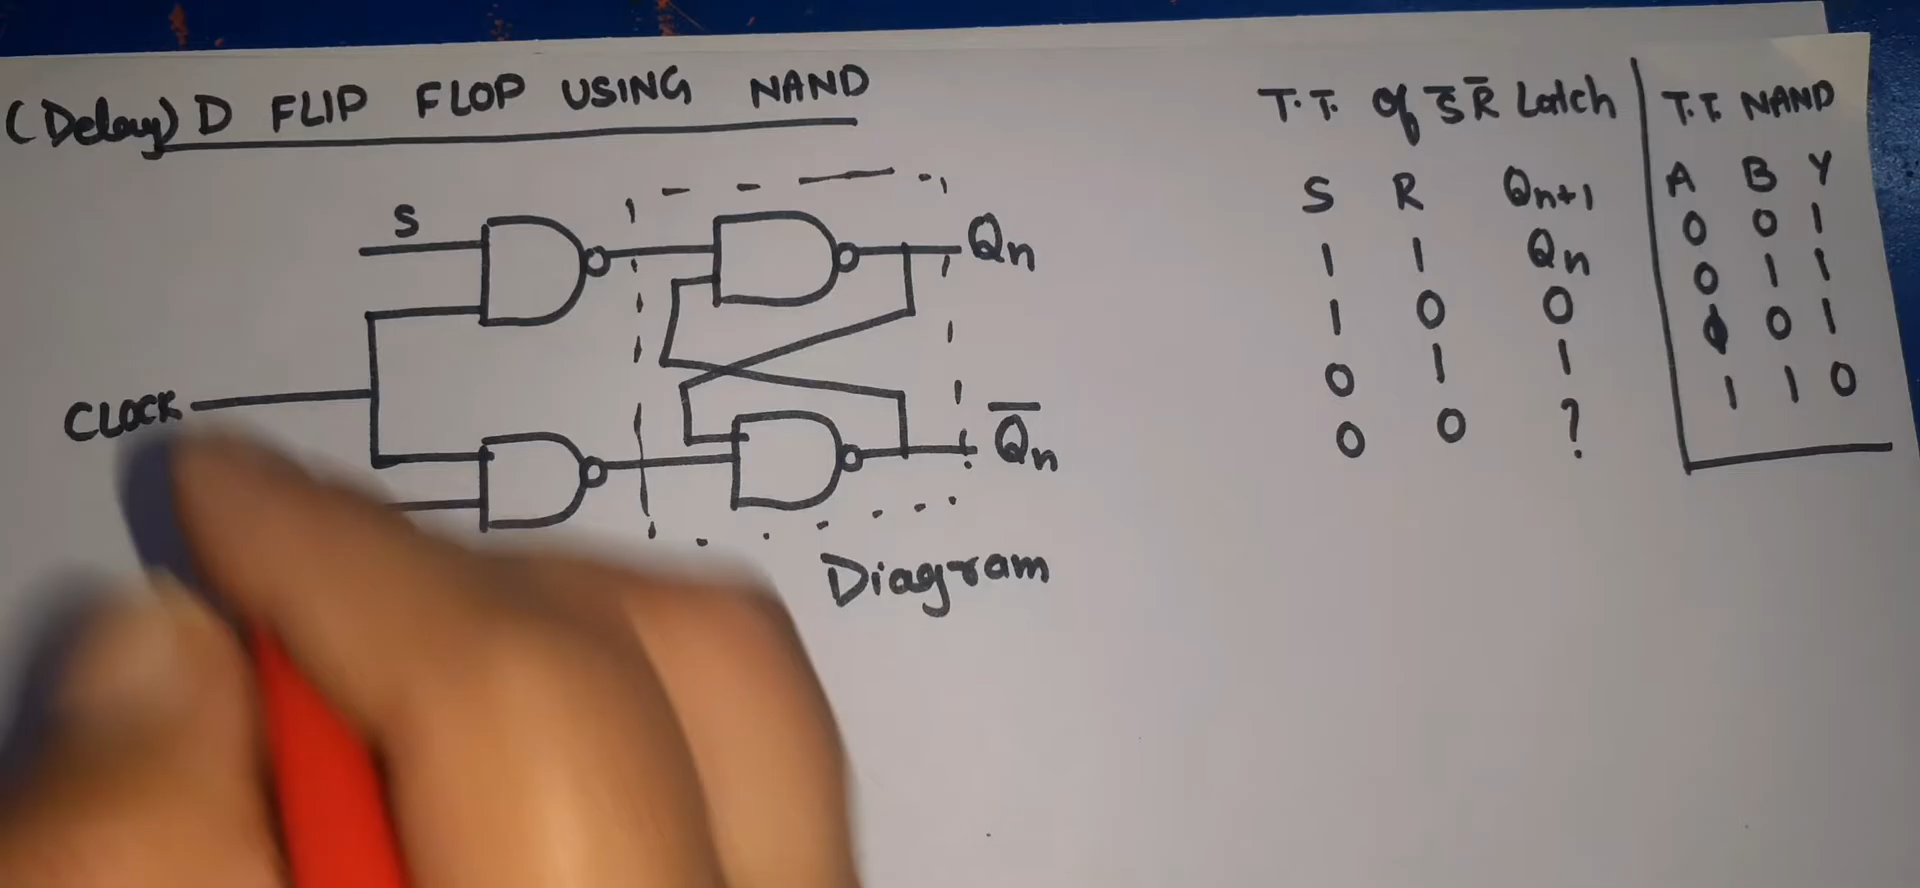 (Delay) D FLIP FLOP USING NAND
S
CLOCK
Qn
Q̅n
Diagram
T.T. of S̅R̅ Latch
S R Qn+1
1 1 Qn
1 0 0
0 1 1
0 0 ?
T.T. NAND
A B Y
0 0 1
0 1 1
0 1
1 1 0